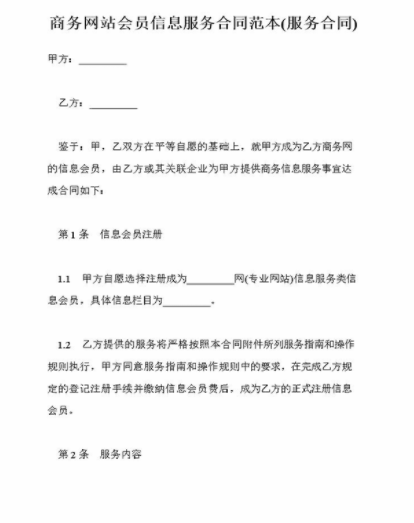 商务网站会员信息服务合同范本(服务合同)
甲方：_________
乙方：_________
鉴于：甲，乙双方在平等自愿的基础上，就甲方成为乙方商务网
的信息会员，由乙方或其关联企业为甲方提供商务信息服务事宜达
成合同如下：
第1条 信息会员注册
1.1 甲方自愿选择注册成为_________网(专业网站)信息服务类信
息会员，具体信息栏目为_________。
1.2 乙方提供的服务将严格按照本合同附件所列服务指南和操作
规则执行，甲方同意服务指南和操作规则中的要求，在完成乙方规
定的登记注册手续并缴纳信息会员费后，成为乙方的正式注册信息
会员。
第2条 服务内容